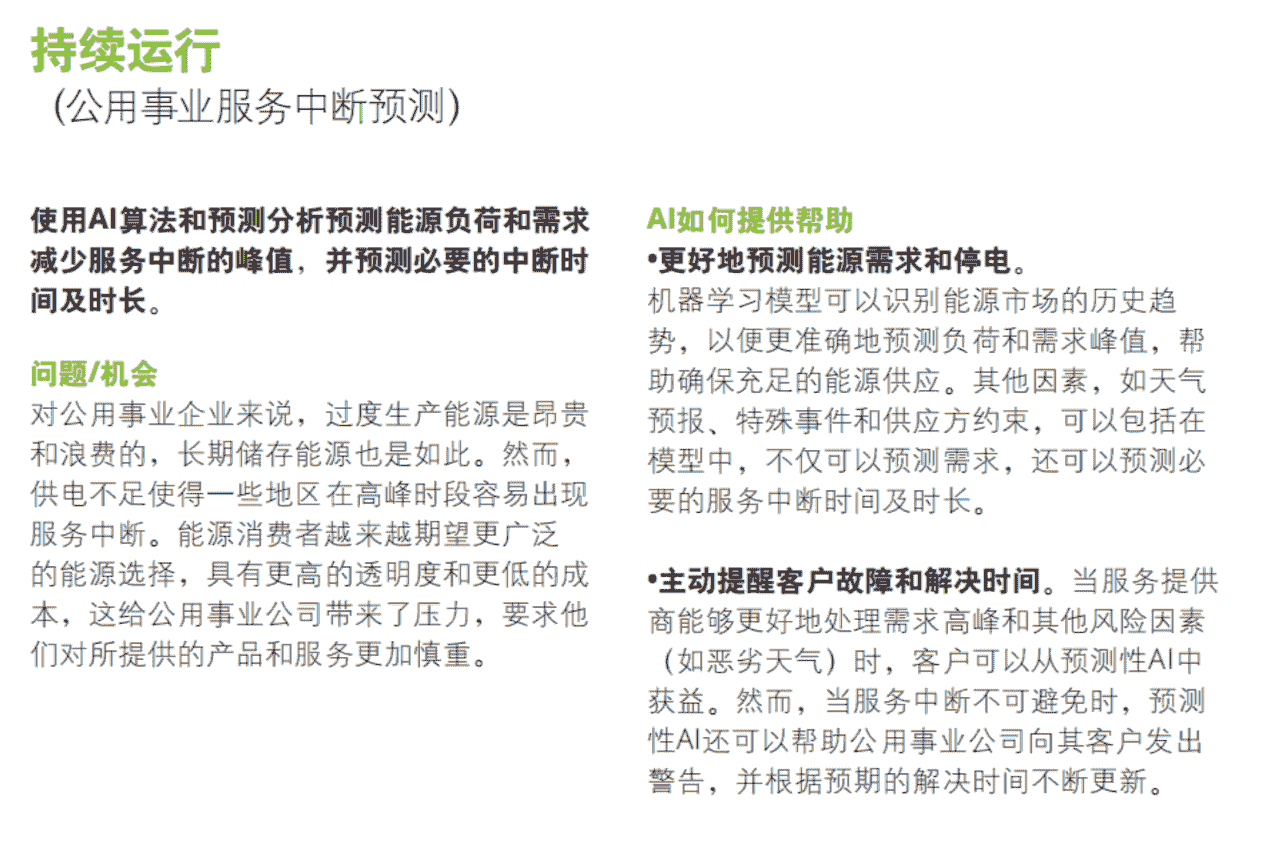 持续运行
(公用事业服务中断预测)
使用AI算法和预测分析预测能源负荷和需求
减少服务中断的峰值，并预测必要的中断时
间及时长。
问题/机会
对公用事业企业来说，过度生产能源是昂贵
和浪费的，长期储存能源也是如此。然而，
供电不足使得一些地区在高峰时段容易出现
服务中断。能源消费者越来越期望更广泛
的能源选择，具有更高的透明度和更低的成
本，这给公用事业公司带来了压力，要求他
们对所提供的产品和服务更加慎重。
AI如何提供帮助
•更好地预测能源需求和停电。
机器学习模型可以识别能源市场的历史趋
势，以便更准确地预测负荷和需求峰值，帮
助确保充足的能源供应。其他因素，如天气
预报、特殊事件和供应方约束，可以包括在
模型中，不仅可以预测需求，还可以预测必
要的服务中断时间及时长。
•主动提醒客户故障和解决时间。当服务提供
商能够更好地处理需求高峰和其他风险因素
（如恶劣天气）时，客户可以从预测性AI中
获益。然而，当服务中断不可避免时，预测
性AI还可以帮助公用事业公司向其客户发出
警告，并根据预期的解决时间不断更新。